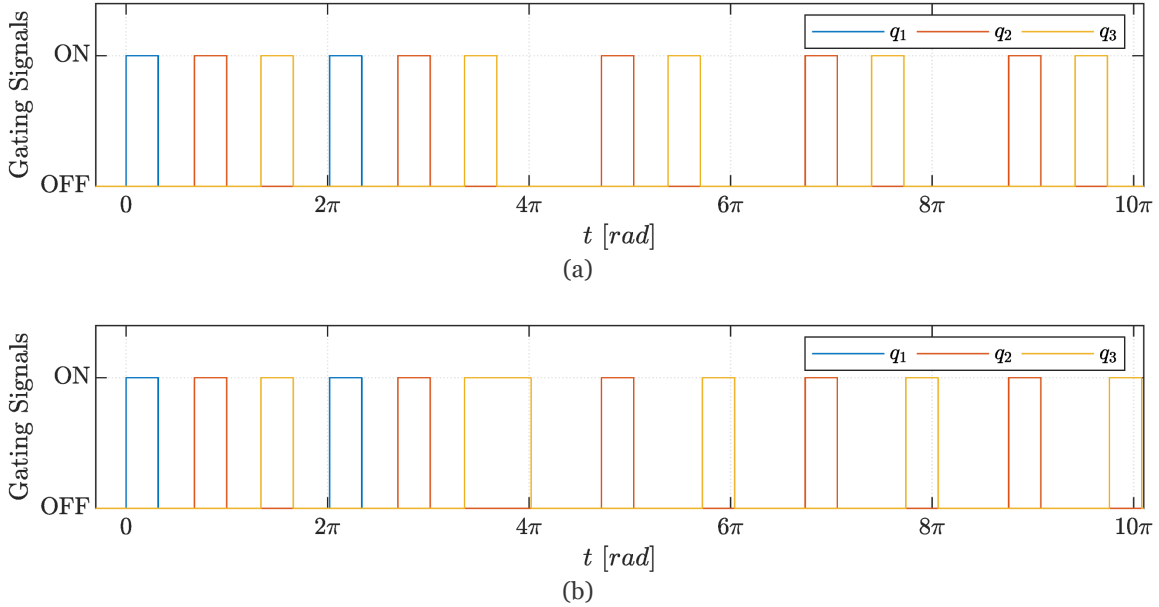 q1 q2 q3
Gating Signals
ON
OFF
0 2π 4π 6π 8π 10π
t [rad]
(a)
q1 q2 q3
Gating Signals
ON
OFF
0 2π 4π 6π 8π 10π
t [rad]
(b)